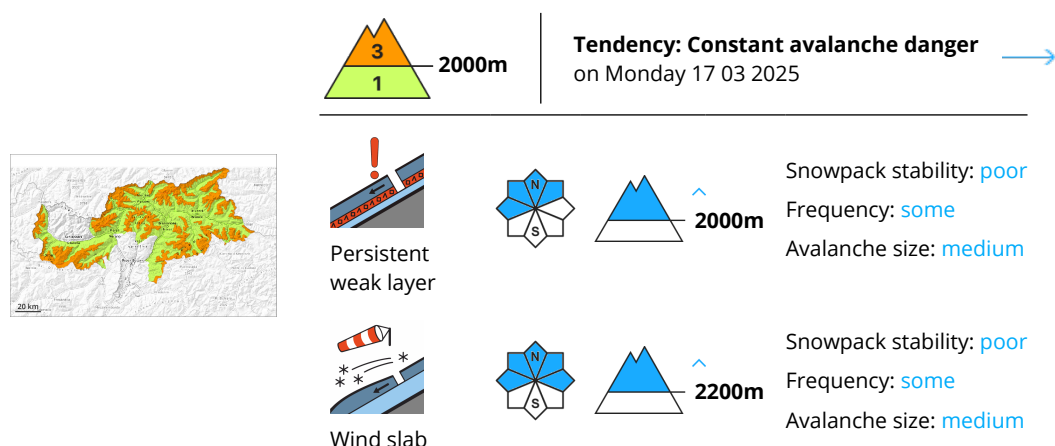 3
2000m
1
Tendency: Constant avalanche danger
on Monday 17 03 2025
20 km
Persistent
weak layer
N
S
2000m
Snowpack stability: poor
Frequency: some
Avalanche size: medium
Wind slab
N
S
2200m
Snowpack stability: poor
Frequency: some
Avalanche size: medium